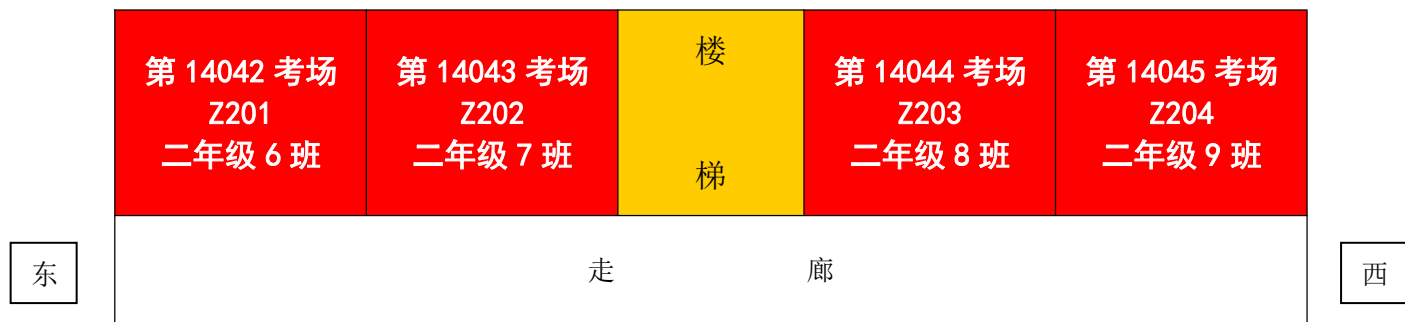 第 14042 考场
Z201
二年级 6 班
第 14043 考场
Z202
二年级 7 班
楼
梯
第 14044 考场
Z203
二年级 8 班
第 14045 考场
Z204
二年级 9 班
东
走 廊
西